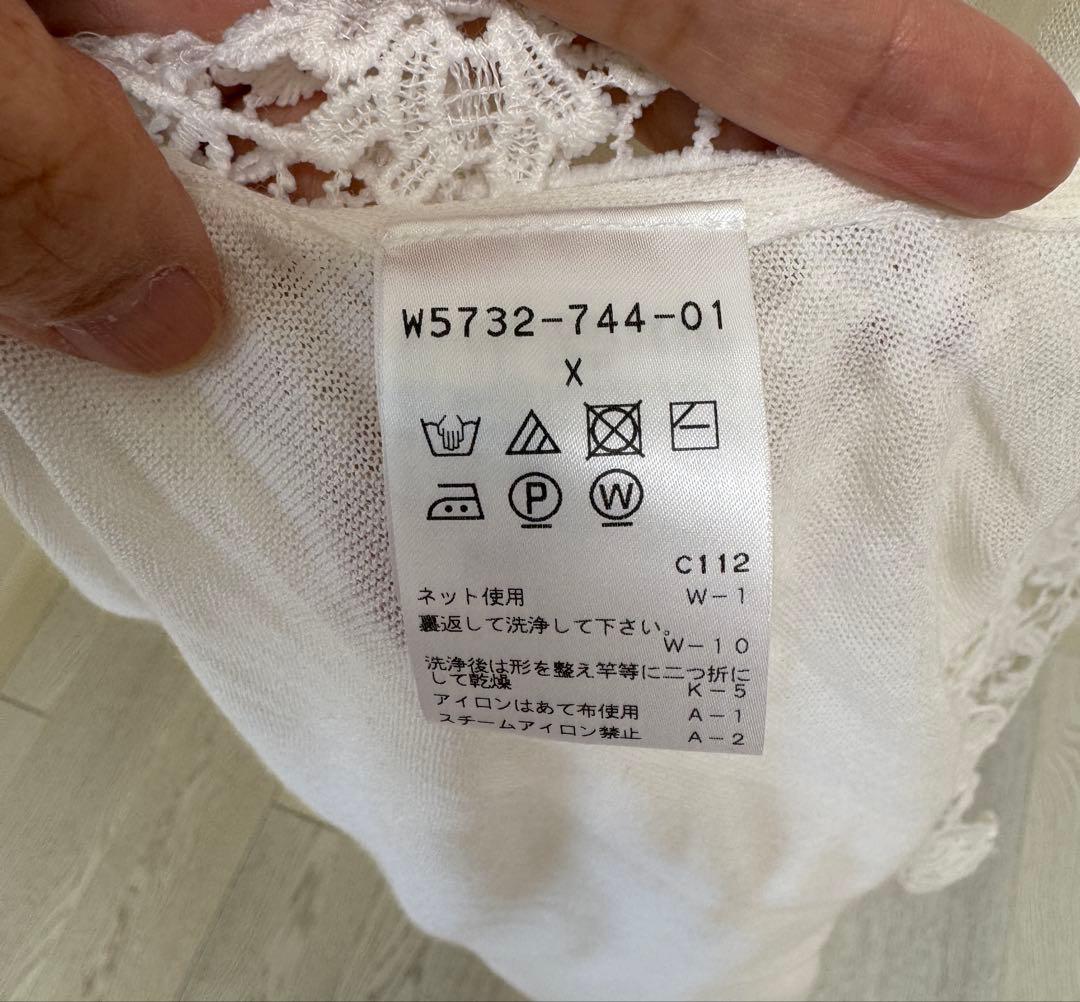 W5732-744-01
X
P W
C112
ネット使用 W-1
裏返して洗浄して下さい。
W-10
洗浄後は形を整え竿等に二つ折に
して乾燥 K-5
アイロンはあて布使用 A-1
スチームアイロン禁止 A-2